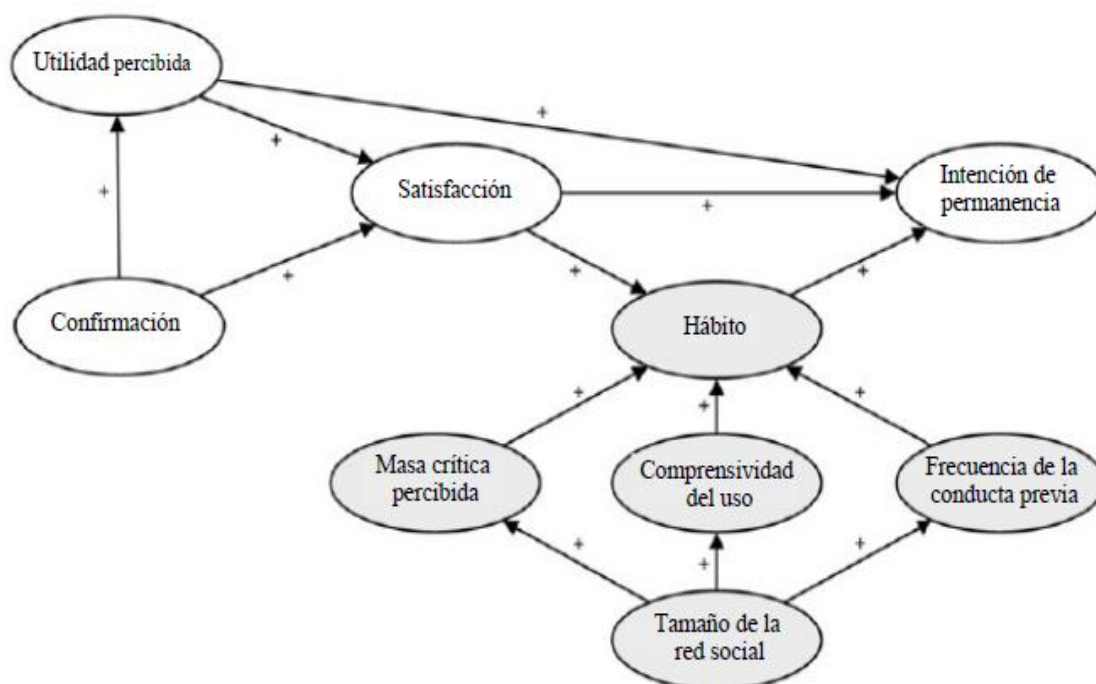 Utilidad percibida
+
+
+
Satisfacción
+
Intención de
permanencia
+
+
+
Confirmación
Hábito
+
+
+
Masa crítica
percibida
Comprensividad
del uso
Frecuencia de la
conducta previa
+
+
+
Tamaño de la
red social